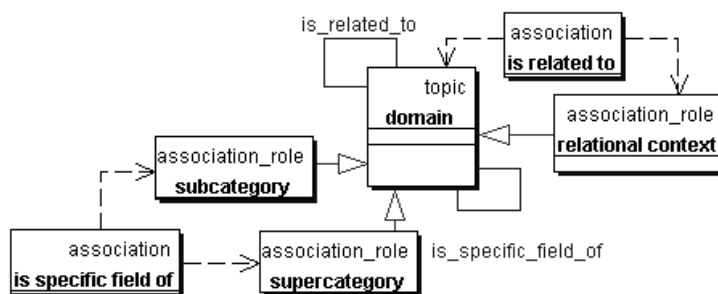 is_related_to
association
is related to
topic
domain
association_role
relational context
association_role
subcategory
association
is specific field of
association_role
supercategory
is_specific_field_of